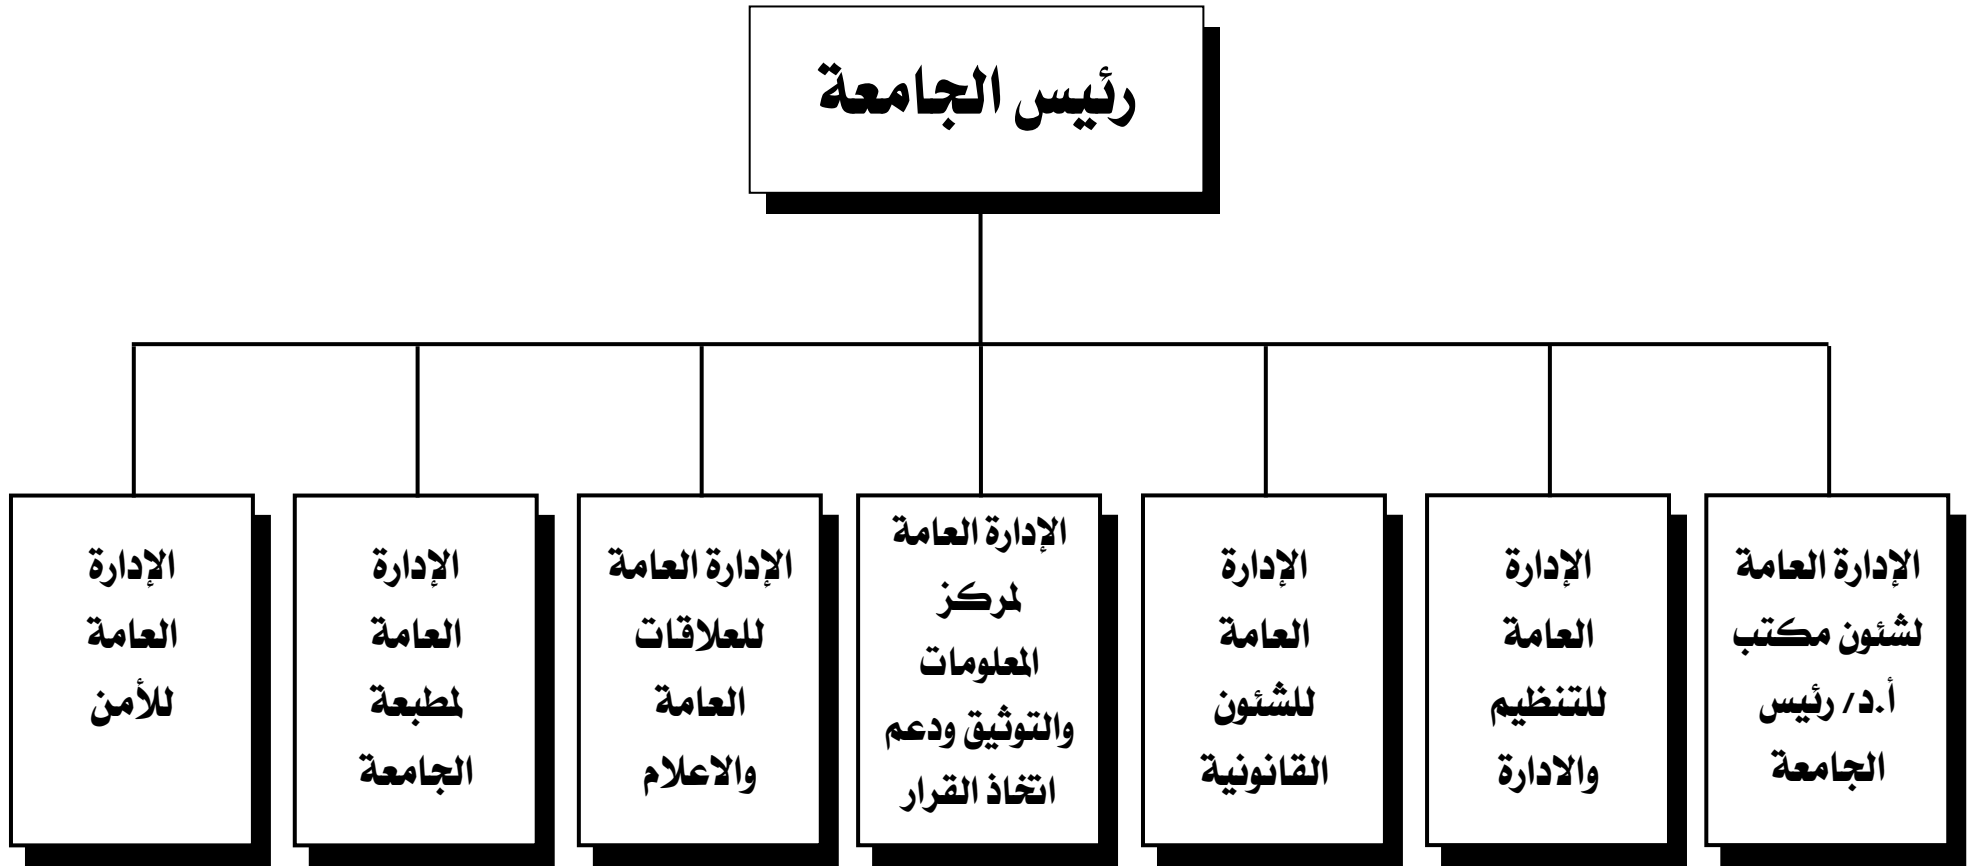 رئيس الجامعة
الإدارة العامة
لشئون مكتب
أ.د/ رئيس
الجامعة
الإدارة
العامة
للتنظيم
والادارة
الإدارة
العامة
للشئون
القانونية
الإدارة العامة
لمركز
المعلومات
والتوثيق ودعم
اتخاذ القرار
الإدارة العامة
للعلاقات
العامة
والاعلام
الإدارة
العامة
لمطبعة
الجامعة
الإدارة
العامة
للأمن